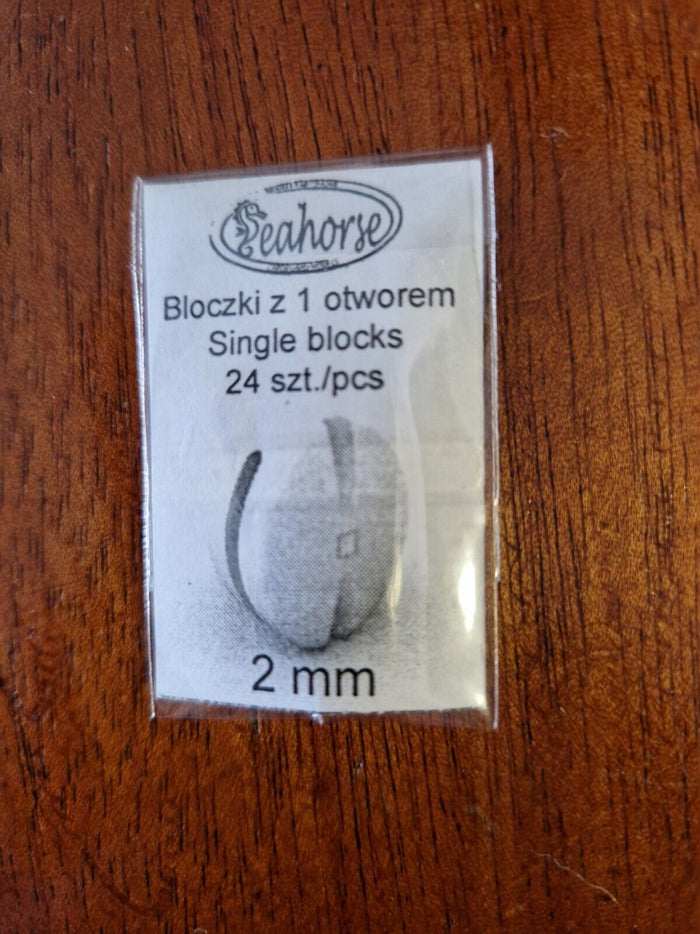 Seahorse
Bloczki z 1 otworem
Single blocks
24 szt./pcs
2 mm